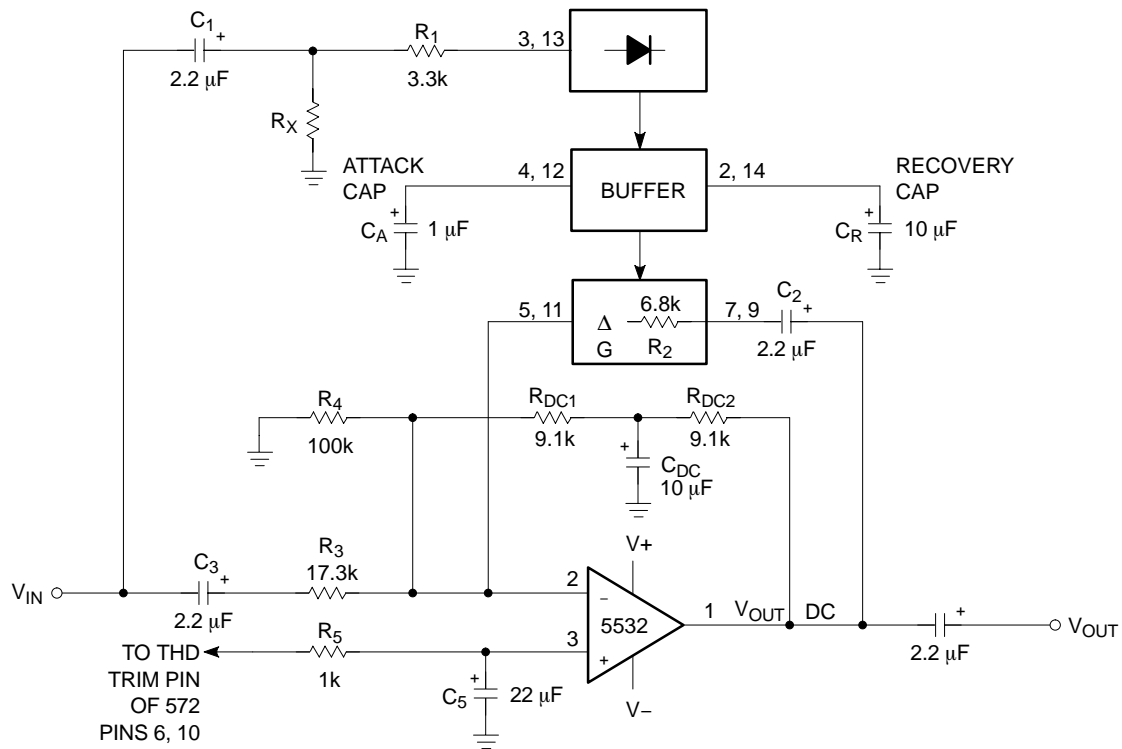 C1
+
2.2 μF
R1
3.3k
3, 13
RX
ATTACK
CAP
4, 12
BUFFER
2, 14
RECOVERY
CAP
+
CA
1 μF
+
CR
10 μF
5, 11
Δ
G
6.8k
R2
7, 9
C2
+
2.2 μF
R4
100k
RDC1
9.1k
RDC2
9.1k
+
CDC
10 μF
VIN
C3
+
2.2 μF
R3
17.3k
V+
2
−
5532
3
+
V−
1
VOUT
DC
+
2.2 μF
VOUT
TO THD
TRIM PIN
OF 572
PINS 6, 10
R5
1k
+
C5
22 μF